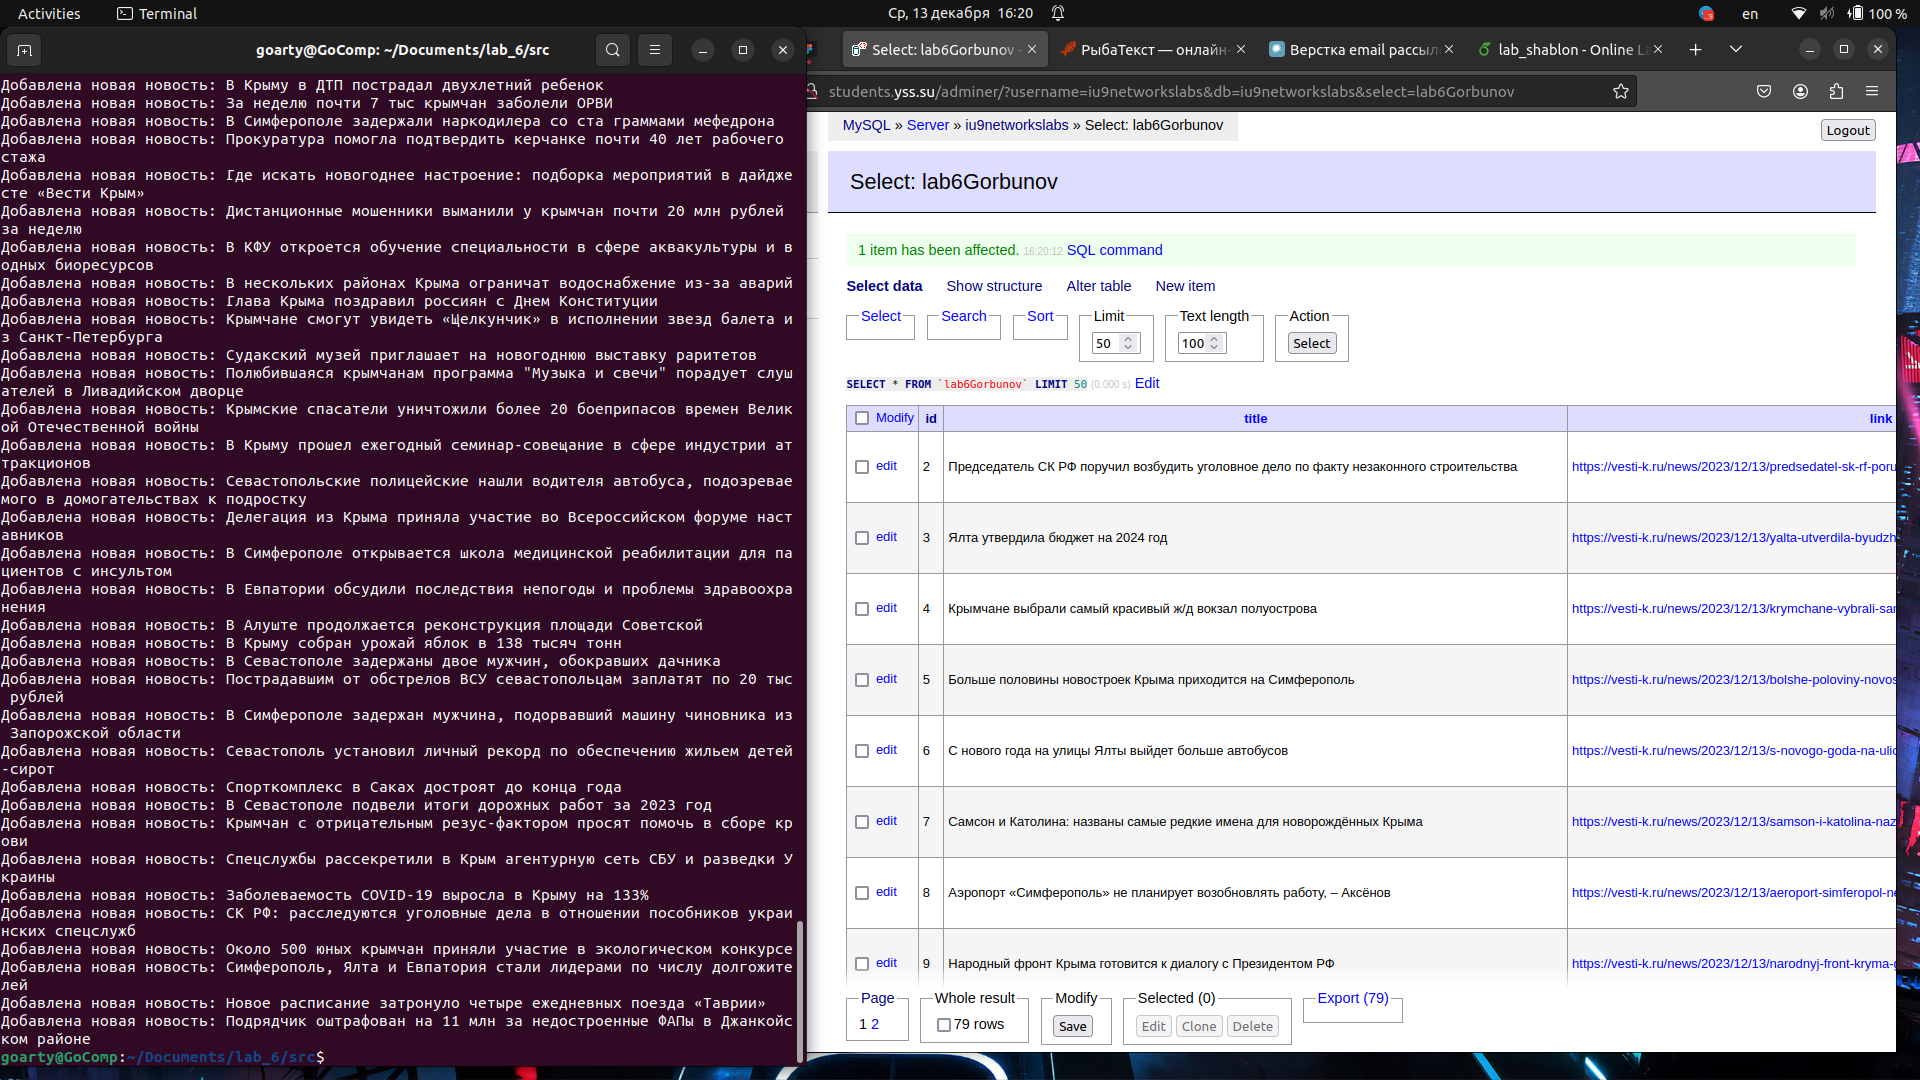 Activities
Terminal
Ср, 13 декабря 16:20
en
100 %
goarty@GoComp: ~/Documents/lab_6/src
Добавлена новая новость: В Крыму в ДТП пострадал двухлетний ребенок
Добавлена новая новость: За неделю почти 7 тыс крымчан заболели ОРВИ
Добавлена новая новость: В Симферополе задержали наркодилера со ста граммами мефедрона
Добавлена новая новость: Прокуратура помогла подтвердить керчанке почти 40 лет рабочего
стажа
Добавлена новая новость: Где искать новогоднее настроение: подборка мероприятий в дайдже
сте «Вести Крым»
Добавлена новая новость: Дистанционные мошенники выманили у крымчан почти 20 млн рублей
за неделю
Добавлена новая новость: В КФУ откроется обучение специальности в сфере аквакультуры и в
одных биоресурсов
Добавлена новая новость: В нескольких районах Крыма ограничат водоснабжение из-за аварий
Добавлена новая новость: Глава Крыма поздравил россиян с Днем Конституции
Добавлена новая новость: Крымчане смогут увидеть «Щелкунчик» в исполнении звезд балета и
з Санкт-Петербурга
Добавлена новая новость: Судакский музей приглашает на новогоднюю выставку раритетов
Добавлена новая новость: Полюбившаяся крымчанам программа "Музыка и свечи" порадует слуш
ателей в Ливадийском дворце
Добавлена новая новость: Крымские спасатели уничтожили более 20 боеприпасов времен Велик
ой Отечественной войны
Добавлена новая новость: В Крыму прошел ежегодный семинар-совещание в сфере индустрии ат
тракционов
Добавлена новая новость: Севастопольские полицейские нашли водителя автобуса, подозревае
мого в домогательствах к подростку
Добавлена новая новость: Делегация из Крыма приняла участие во Всероссийском форуме наст
авников
Добавлена новая новость: В Симферополе открывается школа медицинской реабилитации для па
циентов с инсультом
Добавлена новая новость: В Евпатории обсудили последствия непогоды и проблемы здравоохра
нения
Добавлена новая новость: В Алуште продолжается реконструкция площади Советской
Добавлена новая новость: В Крыму собран урожай яблок в 138 тысяч тонн
Добавлена новая новость: В Севастополе задержаны двое мужчин, обокравших дачника
Добавлена новая новость: Пострадавшим от обстрелов ВСУ севастопольцам заплатят по 20 тыс
рублей
Добавлена новая новость: В Симферополе задержан мужчина, подорвавший машину чиновника из
Запорожской области
Добавлена новая новость: Севастополь установил личный рекорд по обеспечению жильем детей
-сирот
Добавлена новая новость: Спорткомплекс в Саках достроят до конца года
Добавлена новая новость: В Севастополе подвели итоги дорожных работ за 2023 год
Добавлена новая новость: Крымчан с отрицательным резус-фактором просят помочь в сборе кр
ови
Добавлена новая новость: Спецслужбы рассекретили в Крым агентурную сеть СБУ и разведки У
краины
Добавлена новая новость: Заболеваемость COVID-19 выросла в Крыму на 133%
Добавлена новая новость: СК РФ: расследуются уголовные дела в отношении пособников украи
нских спецслужб
Добавлена новая новость: Около 500 юных крымчан приняли участие в экологическом конкурсе
Добавлена новая новость: Симферополь, Ялта и Евпатория стали лидерами по числу долгожите
лей
Добавлена новая новость: Новое расписание затронуло четыре ежедневных поезда «Таврии»
Добавлена новая новость: Подрядчик оштрафован на 11 млн за недостроенные ФАПы в Джанкойс
ком районе
goarty@GoComp:~/Documents/lab_6/src$
Select: lab6Gorbunov -
РыбаТекст — онлайн-
Верстка email рассыл
lab_shablon - Online La
students.yss.su/adminer/?username=iu9networkslabs&db=iu9networkslabs&select=lab6Gorbunov
MySQL » Server » iu9networkslabs » Select: lab6Gorbunov
Logout
Select: lab6Gorbunov
1 item has been affected. 16:20:12 SQL command
Select data Show structure Alter table New item
Select Search Sort Limit Text length Action
50 100 Select
SELECT * FROM `lab6Gorbunov` LIMIT 50 (0.000 s) Edit
Modify id title link
edit 2 Председатель СК РФ поручил возбудить уголовное дело по факту незаконного строительства https://vesti-k.ru/news/2023/12/13/predsedatel-sk-rf-poru
edit 3 Ялта утвердила бюджет на 2024 год https://vesti-k.ru/news/2023/12/13/yalta-utverdila-byudzh
edit 4 Крымчане выбрали самый красивый ж/д вокзал полуострова https://vesti-k.ru/news/2023/12/13/krymchane-vybrali-sam
edit 5 Больше половины новостроек Крыма приходится на Симферополь https://vesti-k.ru/news/2023/12/13/bolshe-poloviny-novos
edit 6 С нового года на улицы Ялты выйдет больше автобусов https://vesti-k.ru/news/2023/12/13/s-novogo-goda-na-ulic
edit 7 Самсон и Католина: названы самые редкие имена для новорождённых Крыма https://vesti-k.ru/news/2023/12/13/samson-i-katolina-naz
edit 8 Аэропорт «Симферополь» не планирует возобновлять работу, – Аксёнов https://vesti-k.ru/news/2023/12/13/aeroport-simferopol-ne
edit 9 Народный фронт Крыма готовится к диалогу с Президентом РФ https://vesti-k.ru/news/2023/12/13/narodnyj-front-kryma-g
Page Whole result Modify Selected (0) Export (79)
1 2 79 rows Save Edit Clone Delete